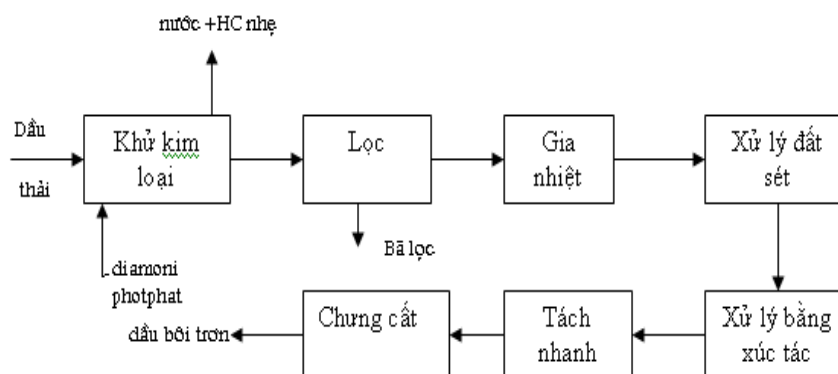 nước +HC nhẹ
Dầu
thải
Khử kim
loại
Lọc
Gia
nhiệt
Xử lý đất
sét
Bã lọc
diamoni
photphat
dầu bôi trơn
Chưng cất
Tách
nhanh
Xử lý bằng
xúc tác